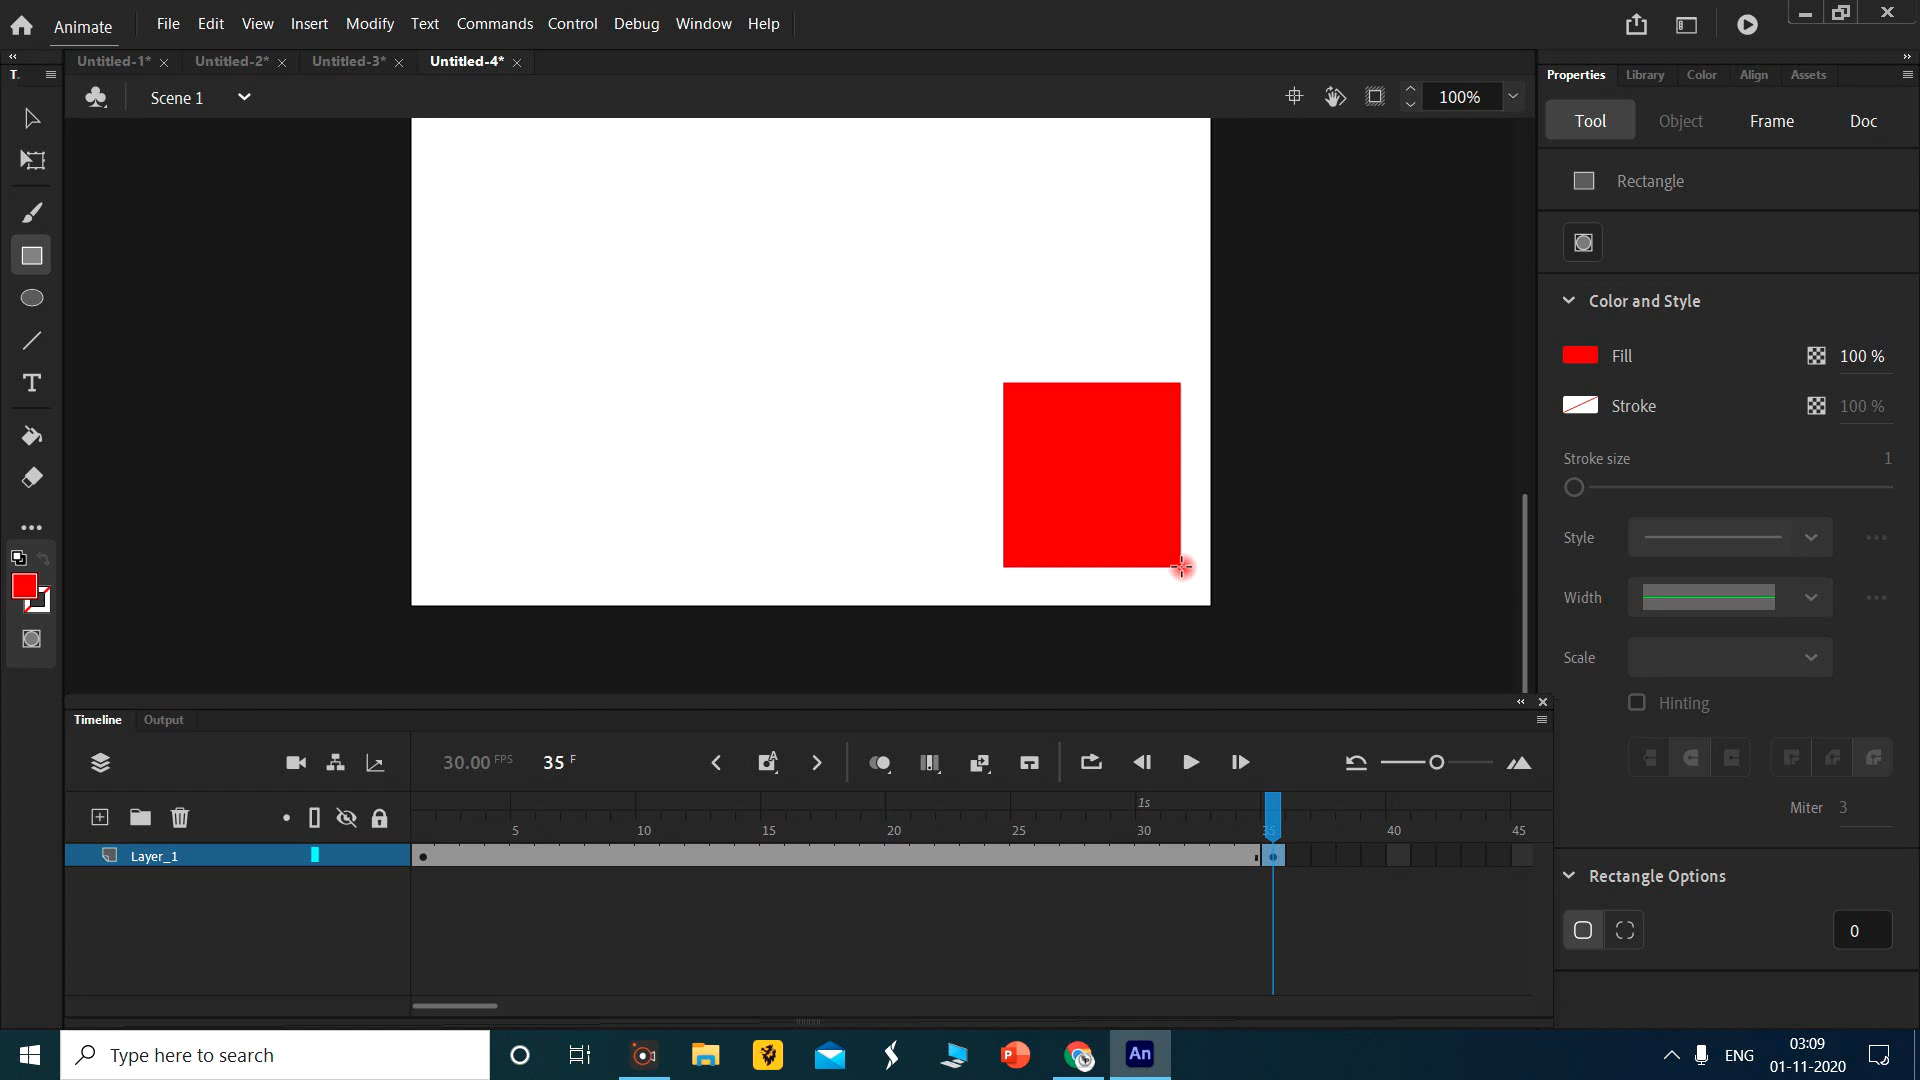 Animate File Edit View Insert Modify Text Commands Control Debug Window Help
Untitled-1* Untitled-2* Untitled-3* Untitled-4*
T.
Properties Library Color Align Assets
Scene 1 100%
Tool Object Frame Doc
Rectangle
Color and Style
Fill 100 %
Stroke 100 %
Stroke size 1
Style
Width
Scale
Hinting
Miter 3
Rectangle Options
0
T
Timeline Output
30.00 FPS 35 F
1s
5 10 15 20 25 30 35 40 45
Layer_1
Type here to search
An
ENG
03:09
01-11-2020